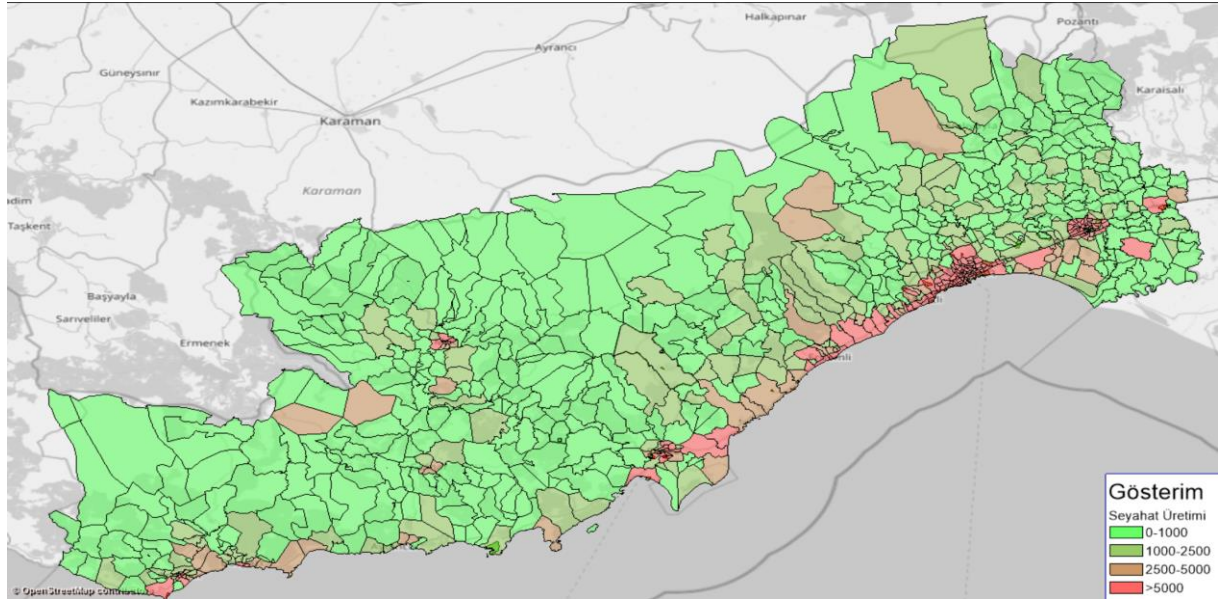 Halkapınar
Pozantı
Ayrancı
Güneysınır
Karaisalı
Kazımkarabekir
Karaman
Karaman
Taşkent
Başyayla
Sarıveliler
Ermenek
Gösterim
Seyahat Üretimi
0-1000
1000-2500
2500-5000
>5000
© OpenStreetMap